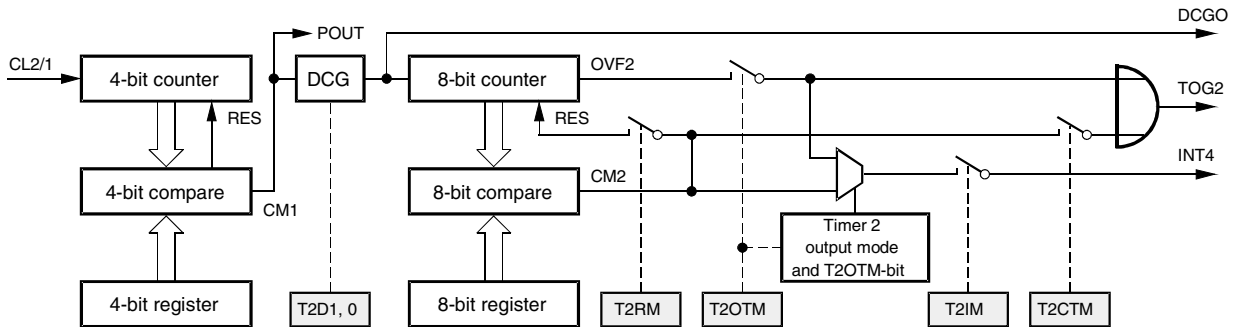 DCGO
POUT
CL2/1
4-bit counter
DCG
8-bit counter
OVF2
TOG2
RES
RES
INT4
4-bit compare
CM1
8-bit compare
CM2
Timer 2
output mode
and T2OTM-bit
4-bit register
T2D1, 0
8-bit register
T2RM
T2OTM
T2IM
T2CTM